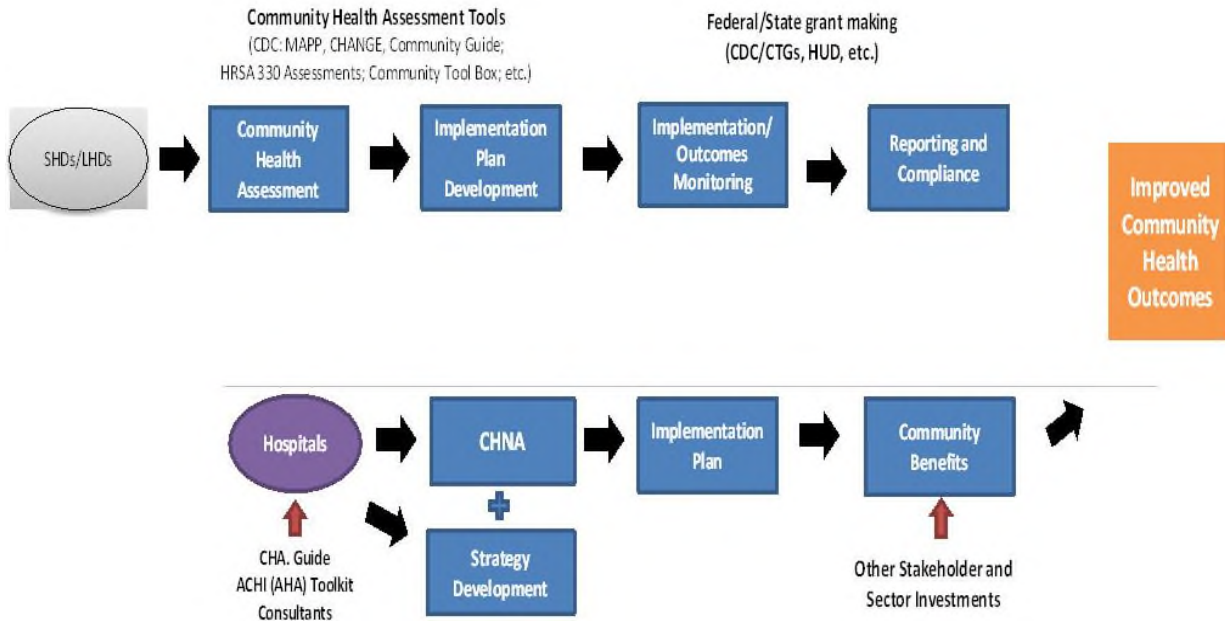 Community Health Assessment Tools
(CDC: MAPP, CHANGE, Community Guide;
HRSA 330 Assessments; Community Tool Box; etc.)
Federal/State grant making
(CDC/CTGs, HUD, etc.)
SHDs/LHDs
Community
Health
Assessment
Implementation
Plan
Development
Implementation/
Outcomes
Monitoring
Reporting and
Compliance
Improved
Community
Health
Outcomes
Hospitals
CHNA
Implementation
Plan
Community
Benefits
CHA. Guide
ACHI (AHA) Toolkit
Consultants
Strategy
Development
Other Stakeholder and
Sector Investments